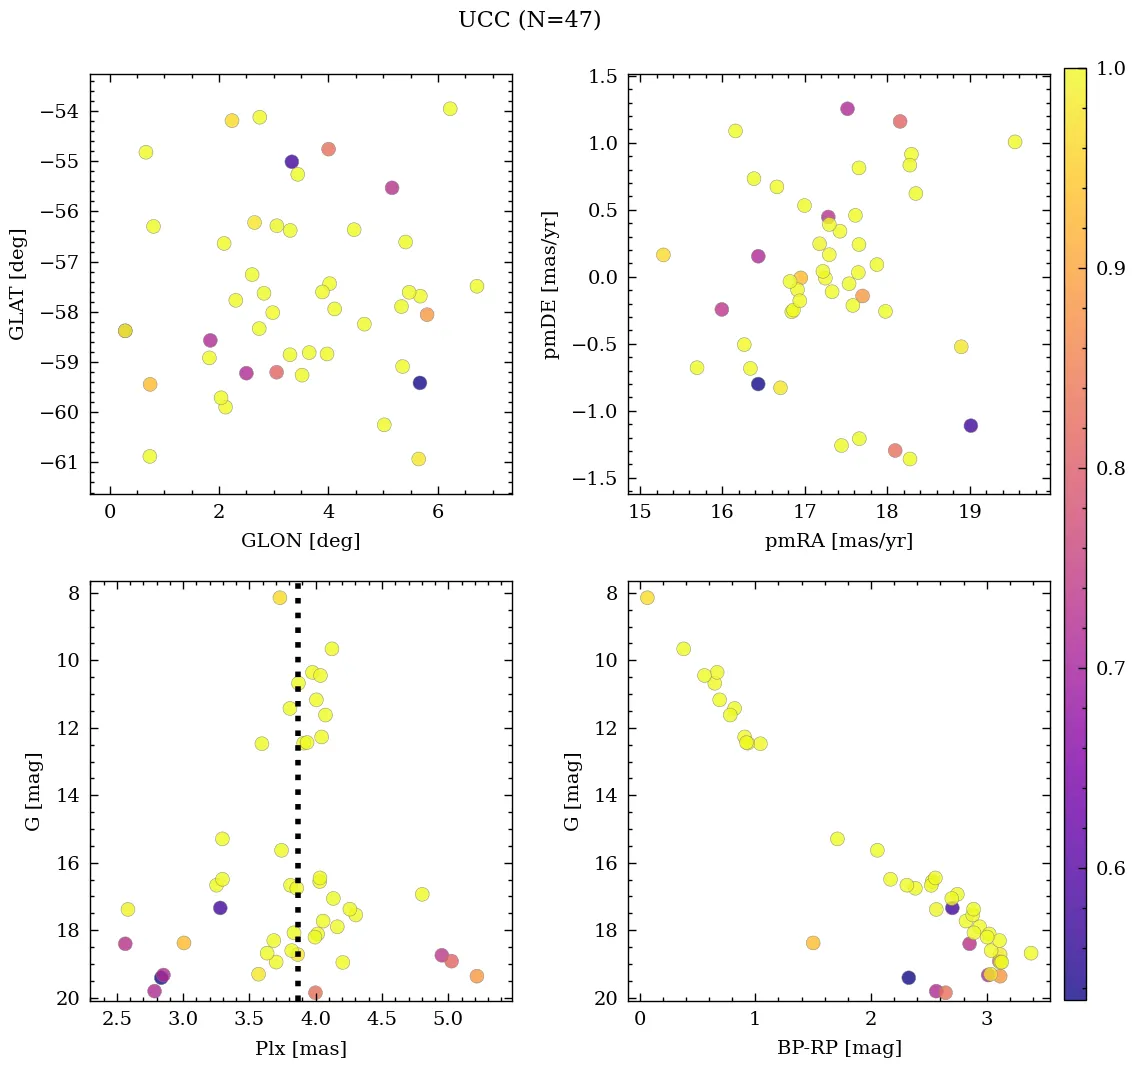 UCC (N=47)
−54
−55
−56
−57
−58
−59
−60
−61
GLAT [deg]
0 2 4 6
GLON [deg]
1.5
1.0
0.5
0.0
−0.5
−1.0
−1.5
pmDE [mas/yr]
15 16 17 18 19
pmRA [mas/yr]
8
10
12
14
16
18
20
G [mag]
2.5 3.0 3.5 4.0 4.5 5.0
Plx [mas]
8
10
12
14
16
18
20
G [mag]
0 1 2 3
BP-RP [mag]
1.0
0.9
0.8
0.7
0.6